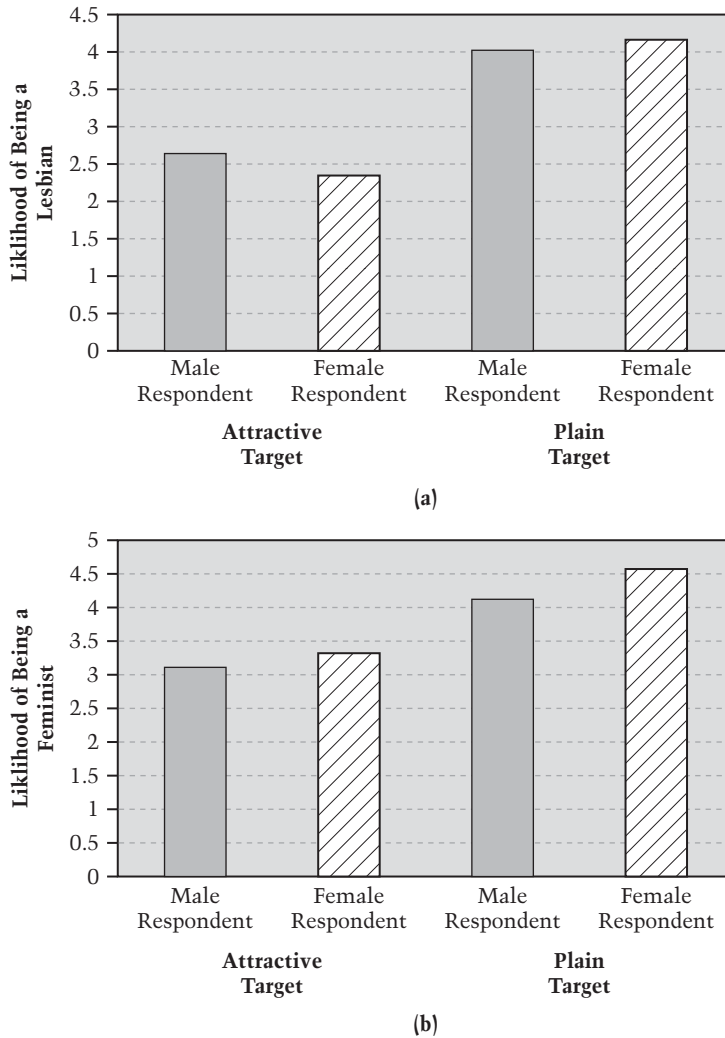 4.5
4
4.5
3
2.5
2
1.5
1
0.5
0
Liklihood of Being a
Lesbian
Male
Respondent
Female
Respondent
Male
Respondent
Female
Respondent
Attractive
Target
Plain
Target
(a)
5
4.5
4
3.5
3
2.5
2
1.5
1
0.5
0
Liklihood of Being a
Feminist
Male
Respondent
Female
Respondent
Male
Respondent
Female
Respondent
Attractive
Target
Plain
Target
(b)